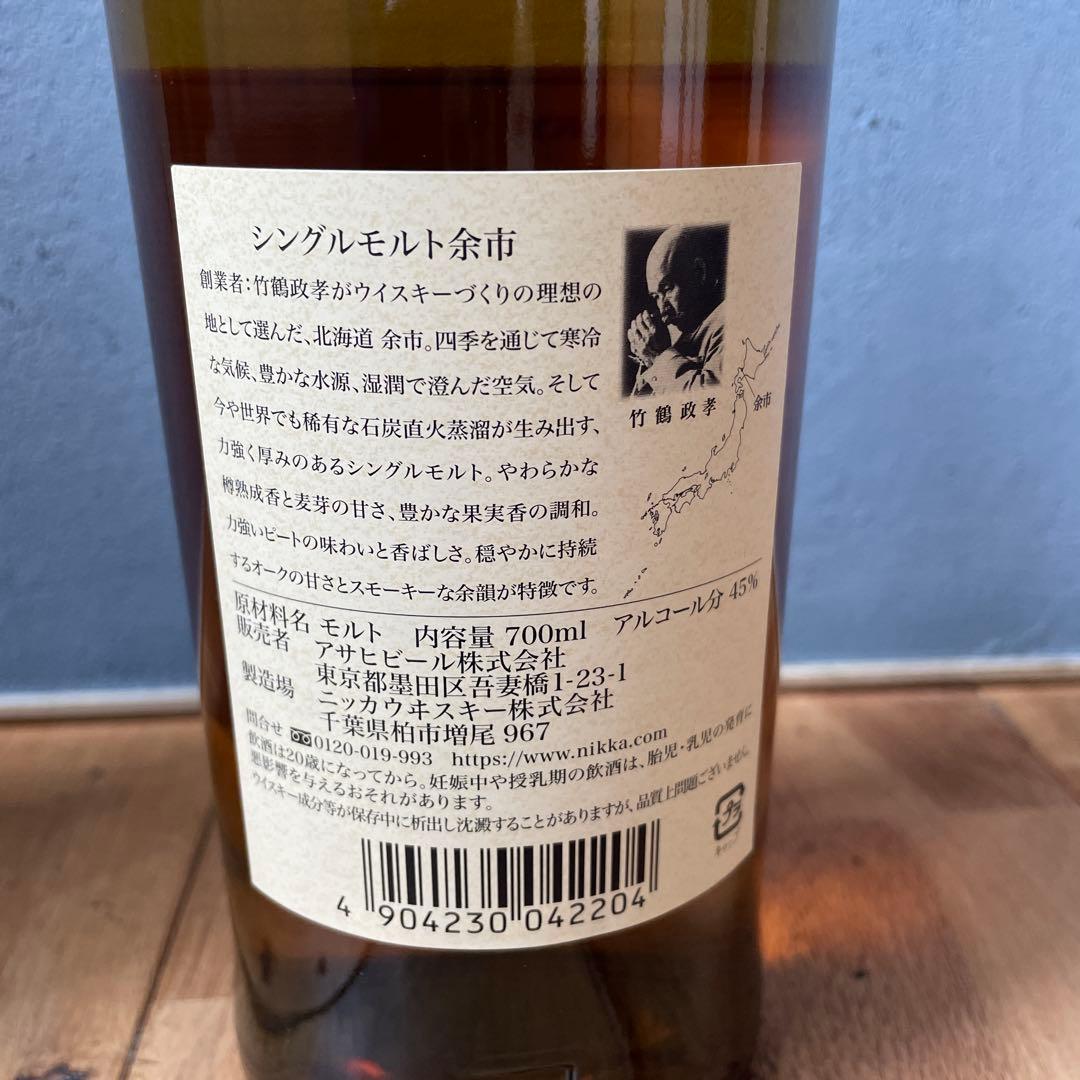 シングルモルト余市
創業者:竹鶴政孝がウイスキーづくりの理想の
地として選んだ、北海道 余市。四季を通じて寒冷
な気候、豊かな水源、湿潤で澄んだ空気。そして
今や世界でも稀有な石炭直火蒸溜が生み出す、
力強く厚みのあるシングルモルト。やわらかな
樽熟成香と麦芽の甘さ、豊かな果実香の調和。
力強いピートの味わいと香ばしさ。穏やかに持続
するオークの甘さとスモーキーな余韻が特徴です。
竹鶴政孝
余市
原材料名 モルト 内容量 700ml アルコール分 45%
販売者 アサヒビール株式会社
東京都墨田区吾妻橋1-23-1
製造場 ニッカウヰスキー株式会社
千葉県柏市増尾 967
問合せ 0120-019-993 https://www.nikka.com
飲酒は20歳になってから。妊娠中や授乳期の飲酒は、胎児・乳児の発育に
悪影響を与えるおそれがあります。
ウイスキー成分等が保存中に析出し沈澱することがありますが、品質上問題ございません。
プラ
4 904230 042204